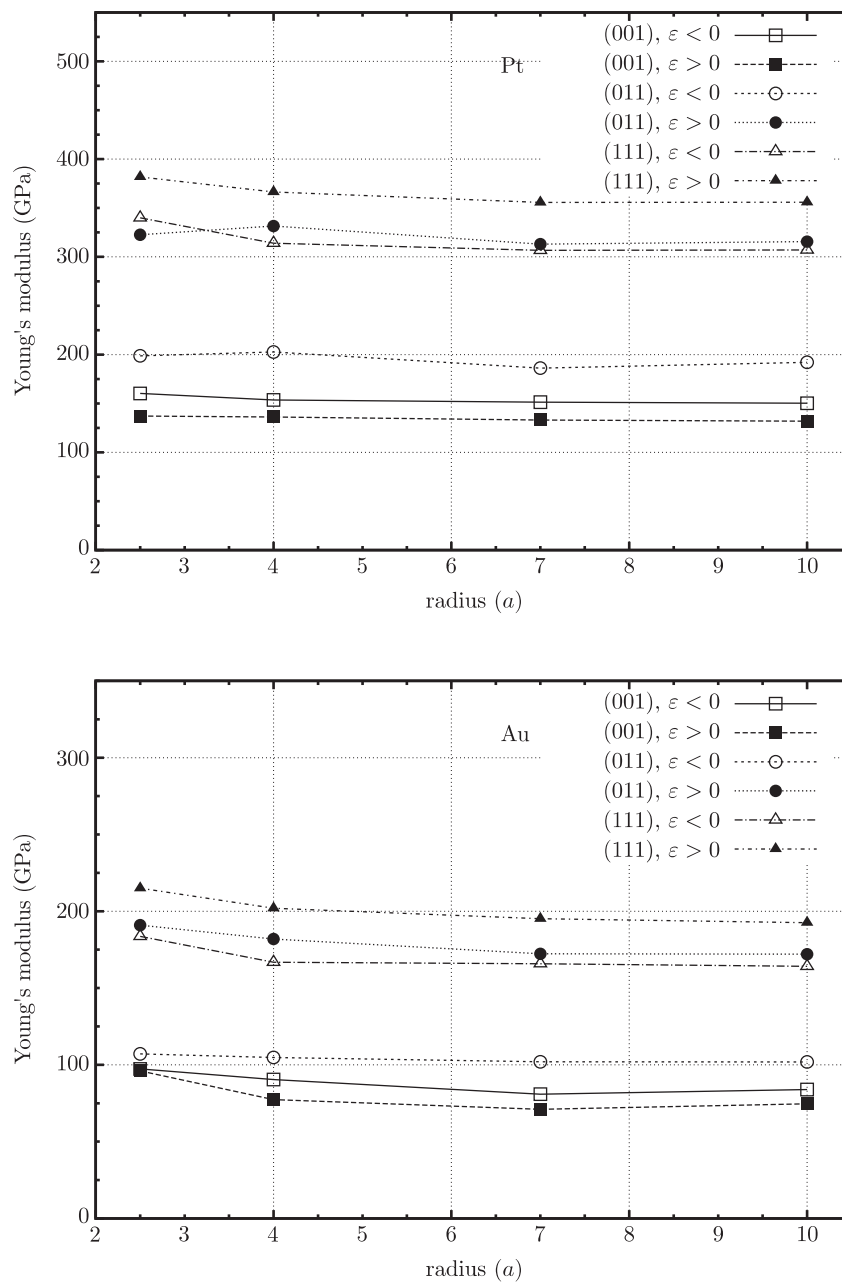 (001), ε < 0
(001), ε > 0
(011), ε < 0
(011), ε > 0
(111), ε < 0
(111), ε > 0
Pt
500
400
300
200
100
0
Young's modulus (GPa)
2 3 4 5 6 7 8 9 10
radius (a)
(001), ε < 0
(001), ε > 0
(011), ε < 0
(011), ε > 0
(111), ε < 0
(111), ε > 0
Au
300
200
100
0
Young's modulus (GPa)
2 3 4 5 6 7 8 9 10
radius (a)